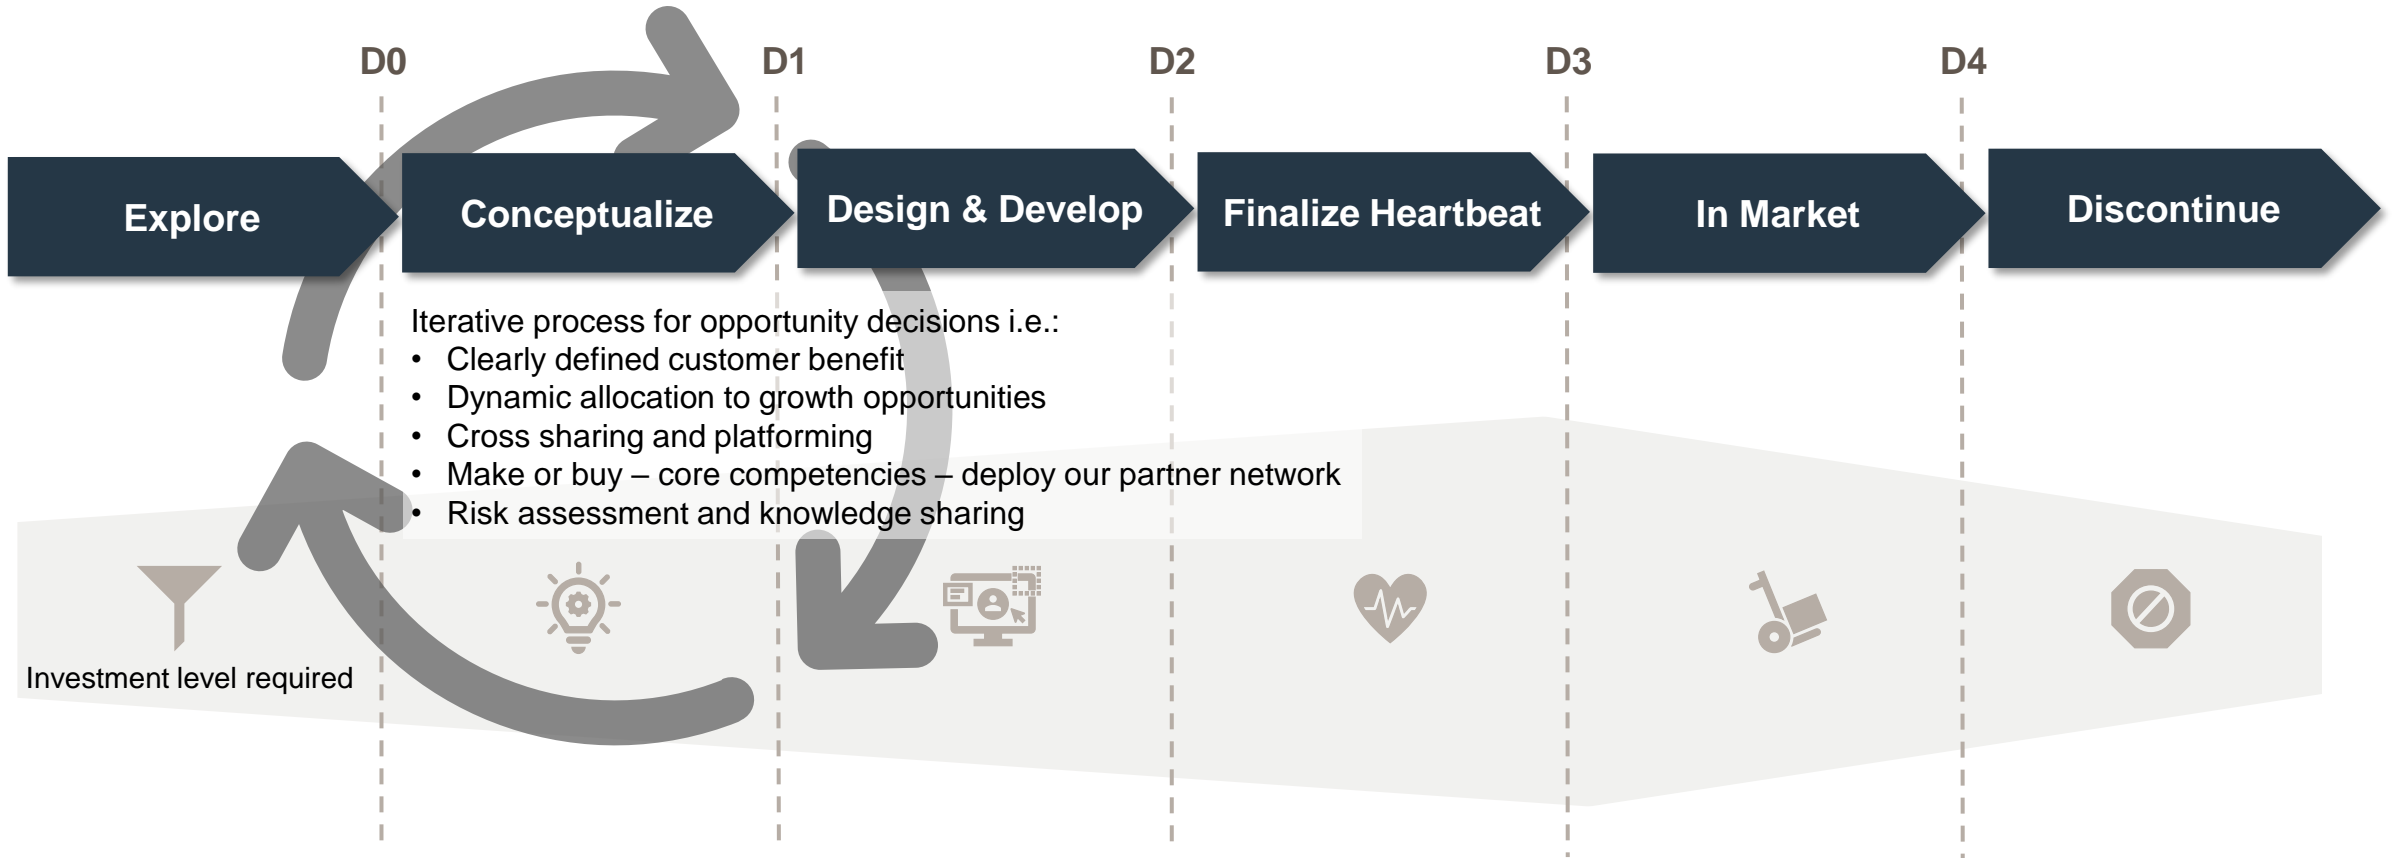 D0
D1
D2
D3
D4
Explore
Conceptualize
Design & Develop
Finalize Heartbeat
In Market
Discontinue
Iterative process for opportunity decisions i.e.:
• Clearly defined customer benefit
• Dynamic allocation to growth opportunities
• Cross sharing and platforming
• Make or buy – core competencies – deploy our partner network
• Risk assessment and knowledge sharing
Investment level required